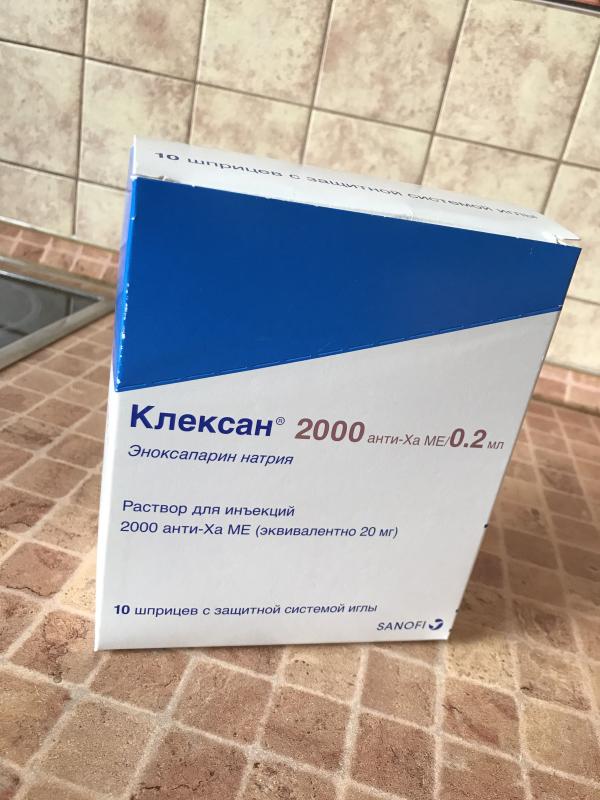 10 шприцев с защитной системой иглы
Клексан® 2000 анти-Ха МЕ/0.2 мл
Эноксапарин натрия
Раствор для инъекций
2000 анти-Ха МЕ (эквивалентно 20 мг)
10 шприцев с защитной системой иглы
SANOFI